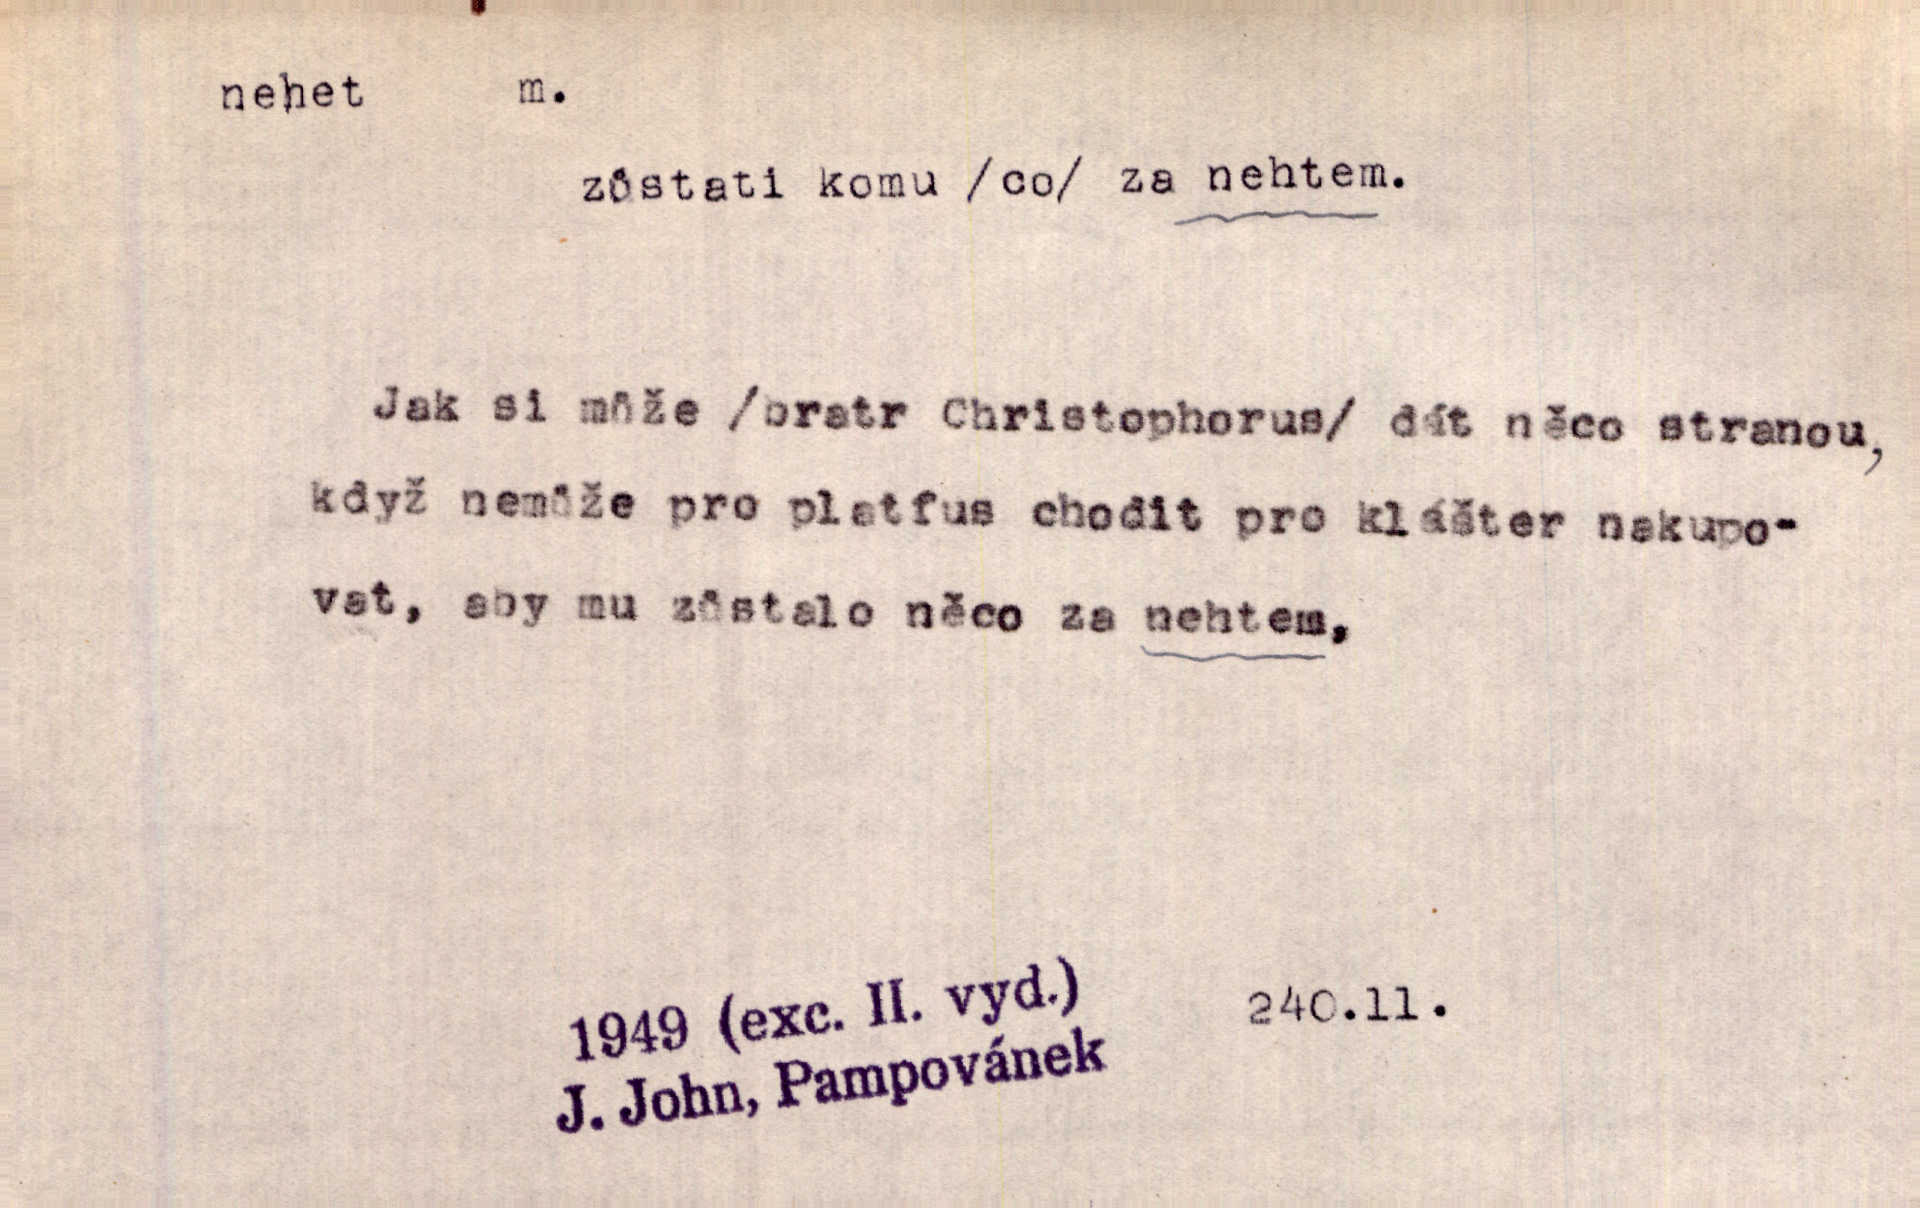 nehet m.
zůstati komu /co/ za nehtem.
Jak si může /bratr Christophorus/ dát něco stranou,
když nemůže pro platfus chodit pro klášter nakupo-
vat, aby mu zůstalo něco za nehtem,
1949 (exc. II. vyd.) 240.11.
J. John, Pampovánek